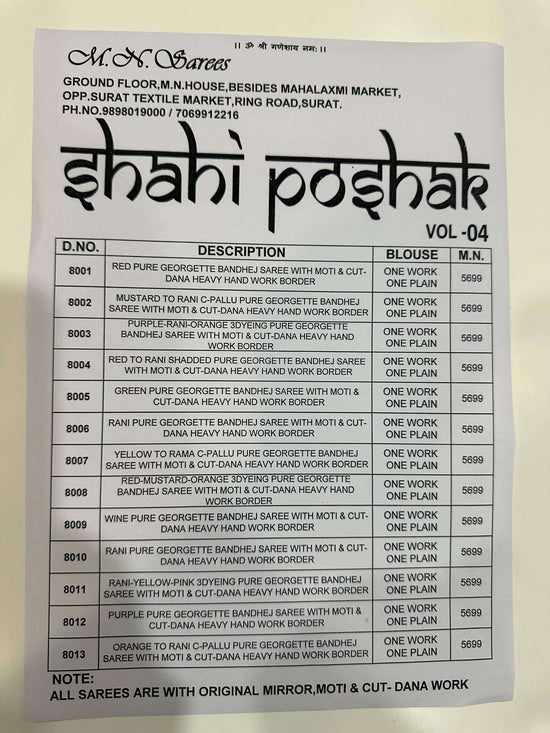 ।। ॐ श्री गणेशाय नमः ।।
M.N. Sarees
GROUND FLOOR,M.N.HOUSE,BESIDES MAHALAXMI MARKET,
OPP.SURAT TEXTILE MARKET,RING ROAD,SURAT.
PH.NO.9898019000 / 7069912216
shahi poshak
VOL -04
D.NO. DESCRIPTION BLOUSE M.N.
8001 RED PURE GEORGETTE BANDHEJ SAREE WITH MOTI & CUT- ONE WORK 5699
DANA HEAVY HAND WORK BORDER ONE PLAIN
8002 MUSTARD TO RANI C-PALLU PURE GEORGETTE BANDHEJ ONE WORK 5699
SAREE WITH MOTI & CUT-DANA HEAVY HAND WORK BORDER ONE PLAIN
8003 PURPLE-RANI-ORANGE 3DYEING PURE GEORGETTE ONE WORK 5699
BANDHEJ SAREE WITH MOTI & CUT-DANA HEAVY HAND ONE PLAIN
WORK BORDER
8004 RED TO RANI SHADDED PURE GEORGETTE BANDHEJ SAREE ONE WORK 5699
WITH MOTI & CUT-DANA HEAVY HAND WORK BORDER ONE PLAIN
8005 GREEN PURE GEORGETTE BANDHEJ SAREE WITH MOTI & ONE WORK 5699
CUT-DANA HEAVY HAND WORK BORDER ONE PLAIN
8006 RANI PURE GEORGETTE BANDHEJ SAREE WITH MOTI & CUT- ONE WORK 5699
DANA HEAVY HAND WORK BORDER ONE PLAIN
8007 YELLOW TO RAMA C-PALLU PURE GEORGETTE BANDHEJ ONE WORK 5699
SAREE WITH MOTI & CUT-DANA HEAVY HAND WORK BORDER ONE PLAIN
8008 RED-MUSTARD-ORANGE 3DYEING PURE GEORGETTE ONE WORK 5699
BANDHEJ SAREE WITH MOTI & CUT-DANA HEAVY HAND ONE PLAIN
WORK BORDER
8009 WINE PURE GEORGETTE BANDHEJ SAREE WITH MOTI & CUT- ONE WORK 5699
DANA HEAVY HAND WORK BORDER ONE PLAIN
8010 RANI PURE GEORGETTE BANDHEJ SAREE WITH MOTI & CUT- ONE WORK 5699
DANA HEAVY HAND WORK BORDER ONE PLAIN
8011 RANI-YELLOW-PINK 3DYEING PURE GEORGETTE BANDHEJ ONE WORK 5699
SAREE WITH MOTI & CUT-DANA HEAVY HAND WORK BORDER ONE PLAIN
8012 PURPLE PURE GEORGETTE BANDHEJ SAREE WITH MOTI & ONE WORK 5699
CUT-DANA HEAVY HAND WORK BORDER ONE PLAIN
8013 ORANGE TO RANI C-PALLU PURE GEORGETTE BANDHEJ ONE WORK 5699
SAREE WITH MOTI & CUT-DANA HEAVY HAND WORK BORDER ONE PLAIN
NOTE:
ALL SAREES ARE WITH ORIGINAL MIRROR,MOTI & CUT- DANA WORK